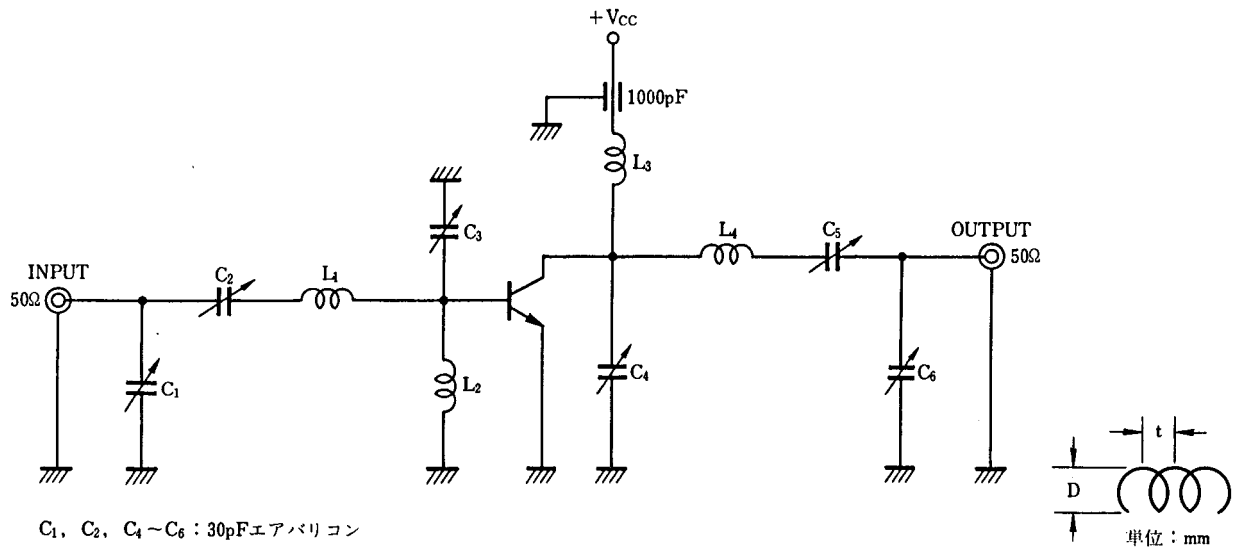 +VCC
1000pF
L3
C3
L4
C5
OUTPUT
50Ω
INPUT
50Ω
C2
L1
C1
L2
C4
C6
t
D
単位：mm
C1, C2, C4～C6：30pFエアバリコン